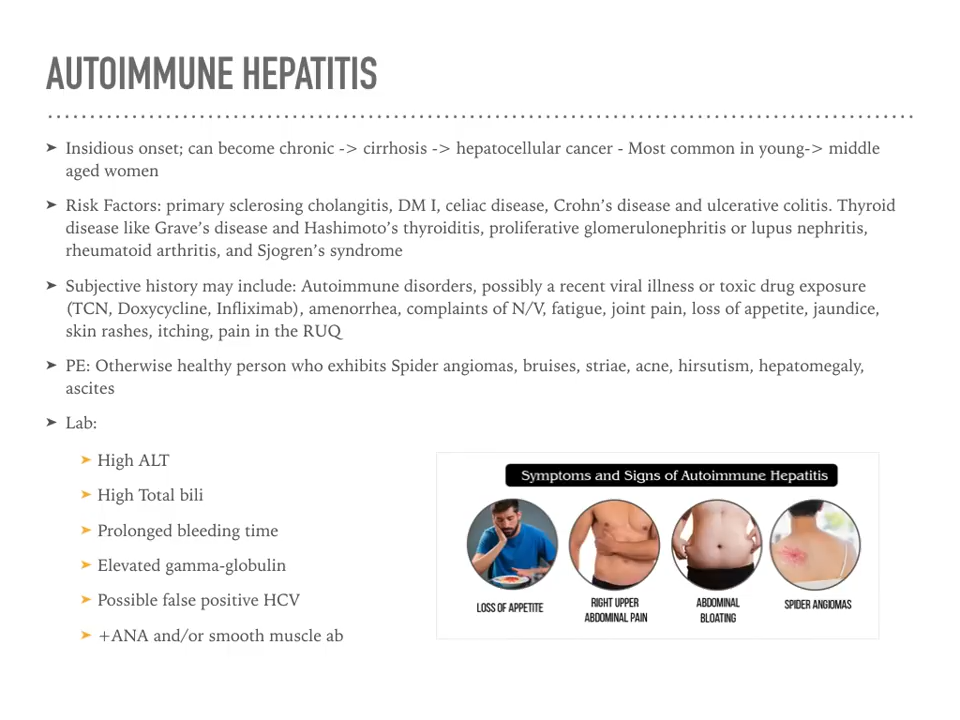 AUTOIMMUNE HEPATITIS
➤ Insidious onset; can become chronic -> cirrhosis -> hepatocellular cancer - Most common in young-> middle
aged women
➤ Risk Factors: primary sclerosing cholangitis, DM I, celiac disease, Crohn’s disease and ulcerative colitis. Thyroid
disease like Grave’s disease and Hashimoto’s thyroiditis, proliferative glomerulonephritis or lupus nephritis,
rheumatoid arthritis, and Sjogren’s syndrome
➤ Subjective history may include: Autoimmune disorders, possibly a recent viral illness or toxic drug exposure
(TCN, Doxycycline, Infliximab), amenorrhea, complaints of N/V, fatigue, joint pain, loss of appetite, jaundice,
skin rashes, itching, pain in the RUQ
➤ PE: Otherwise healthy person who exhibits Spider angiomas, bruises, striae, acne, hirsutism, hepatomegaly,
ascites
➤ Lab:
➤ High ALT
➤ High Total bili
➤ Prolonged bleeding time
➤ Elevated gamma-globulin
➤ Possible false positive HCV
➤ +ANA and/or smooth muscle ab
Symptoms and Signs of Autoimmune Hepatitis
LOSS OF APPETITE
RIGHT UPPER
ABDOMINAL PAIN
ABDOMINAL
BLOATING
SPIDER ANGIOMAS